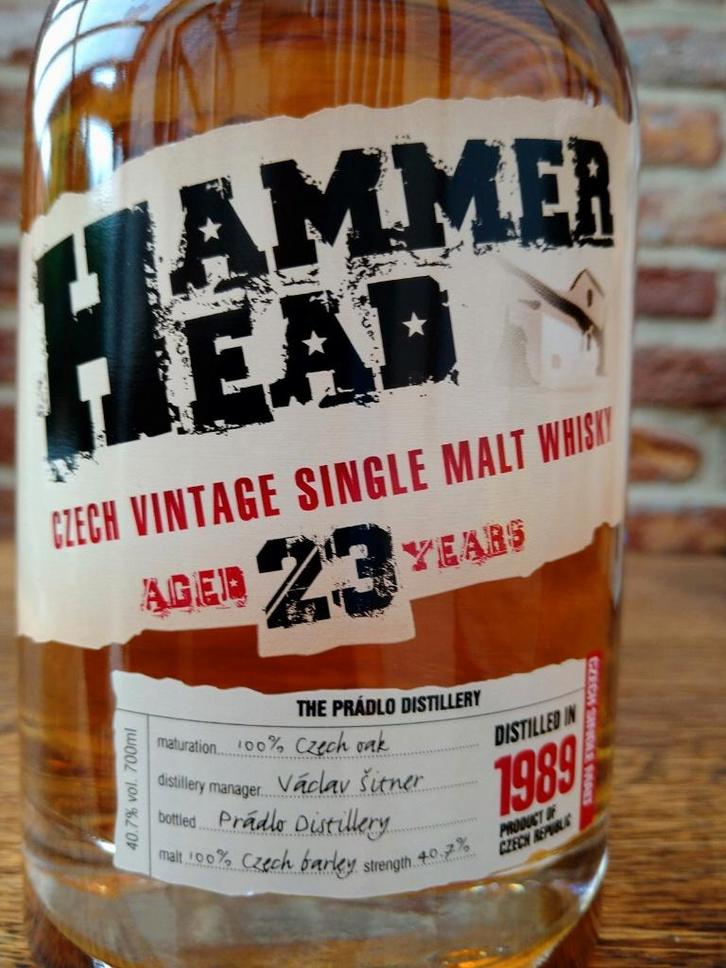 HAMMER
HEAD
CZECH VINTAGE SINGLE MALT WHISKY
AGED 23 YEARS
THE PRÁDLO DISTILLERY
40.7% vol. 700ml
maturation 100% Czech oak
distillery manager Václav Šitner
bottled Prádlo Distillery
malt 100% Czech barley strength 40.7%
DISTILLED IN
1989
PRODUCT OF
CZECH REPUBLIC
CZECH SINGLE MALT